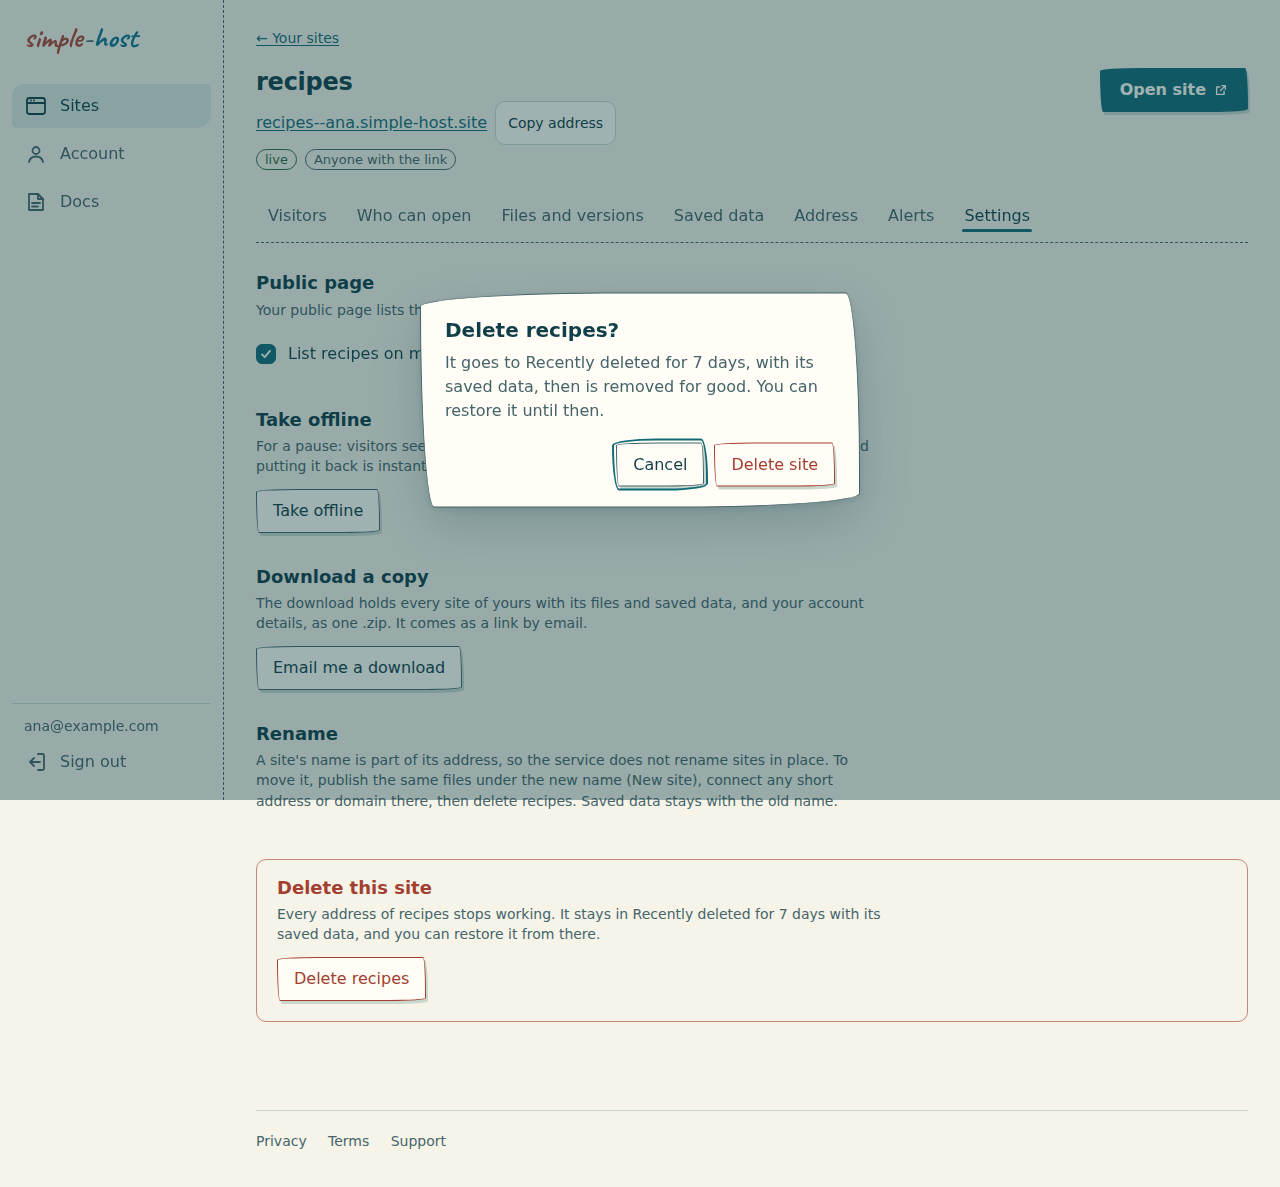 simple-host
Sites
Account
Docs
ana@example.com
Sign out
← Your sites
recipes
Open site
recipes--ana.simple-host.site
Copy address
live
Anyone with the link
Visitors
Who can open
Files and versions
Saved data
Address
Alerts
Settings
Public page
Your public page lists
List recipes on
Delete recipes?
It goes to Recently deleted for 7 days, with its
saved data, then is removed for good. You can
restore it until then.
Cancel
Delete site
Take offline
For a pause: visitors see
putting it back is instant
Take offline
Download a copy
The download holds every site of yours with its files and saved data, and your account
details, as one .zip. It comes as a link by email.
Email me a download
Rename
A site's name is part of its address, so the service does not rename sites in place. To
move it, publish the same files under the new name (New site), connect any short
address or domain there, then delete recipes. Saved data stays with the old name.
Delete this site
Every address of recipes stops working. It stays in Recently deleted for 7 days with its
saved data, and you can restore it from there.
Delete recipes
Privacy
Terms
Support